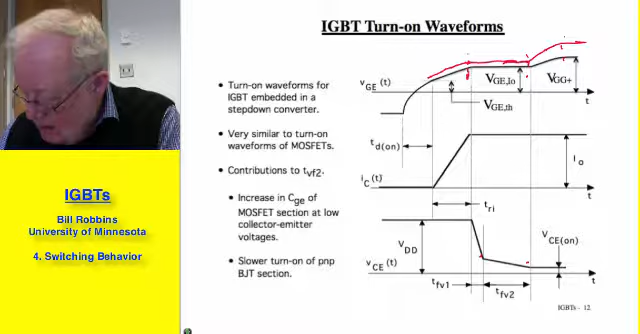 IGBT Turn-on Waveforms
• Turn-on waveforms for
IGBT embedded in a
stepdown converter.
• Very similar to turn-on
waveforms of MOSFETs.
• Contributions to tvf2.
• Increase in Cge of
MOSFET section at low
collector-emitter
voltages.
• Slower turn-on of pnp
BJT section.
vGE(t)
VGE,Io
VGG+
VGE,th
t
td(on)
Io
iC(t)
t
tri
VDD
VCE(on)
vCE(t)
t
tfv1
tfv2
IGBTs - 12
IGBTs
Bill Robbins
University of Minnesota
4. Switching Behavior